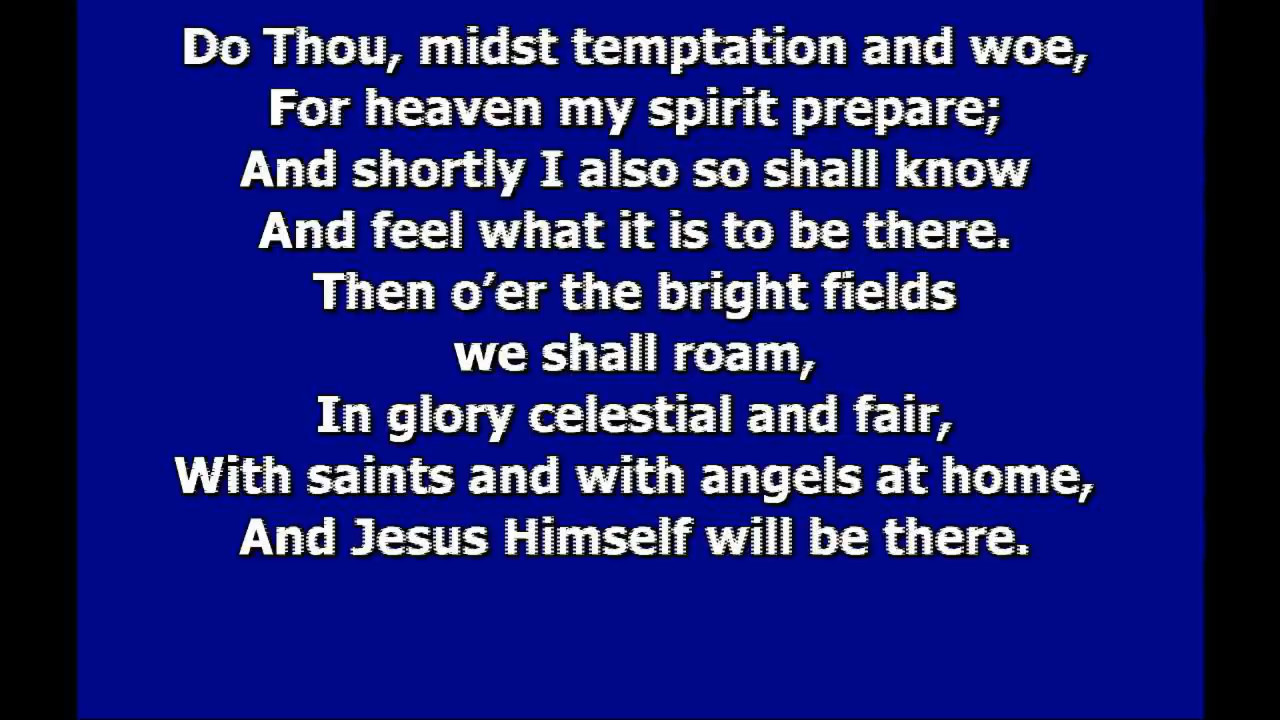 Do Thou, midst temptation and woe,
For heaven my spirit prepare;
And shortly I also so shall know
And feel what it is to be there.
Then o’er the bright fields
we shall roam,
In glory celestial and fair,
With saints and with angels at home,
And Jesus Himself will be there.